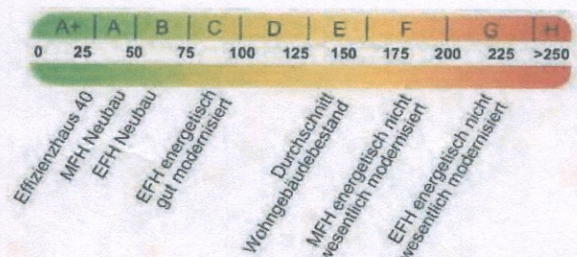 A+ A B C D E F G H
0 25 50 75 100 125 150 175 200 225 >250
Effizienzhaus 40
MFH Neubau
EFH Neubau
EFH energetisch
gut modernisiert
Durchschnitt
Wohngebäudebestand
MFH energetisch nicht
wesentlich modernisiert
EFH energetisch nicht
wesentlich modernisiert